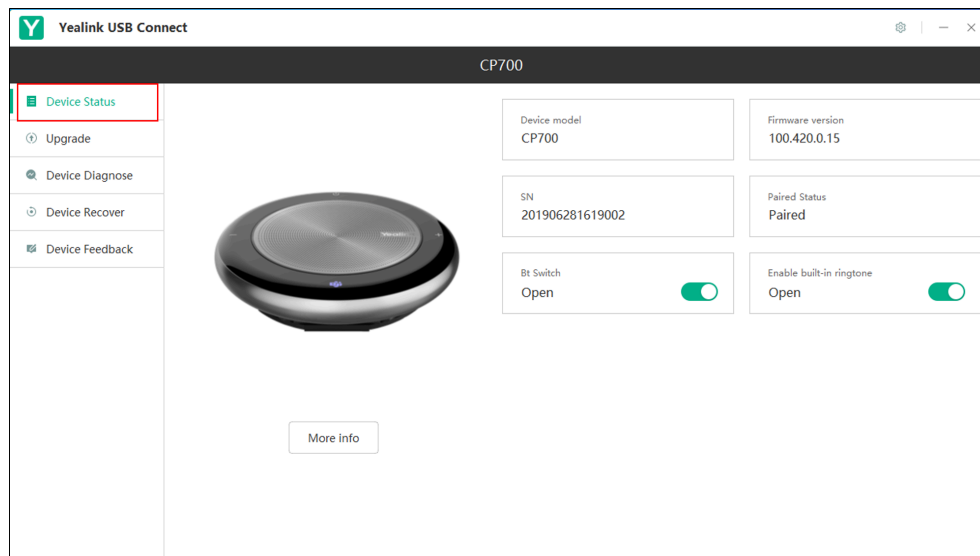 Yealink USB Connect
CP700
Device Status
Upgrade
Device Diagnose
Device Recover
Device Feedback
Yealink
More info
Device model
CP700
Firmware version
100.420.0.15
SN
201906281619002
Paired Status
Paired
Bt Switch
Open
Enable built-in ringtone
Open